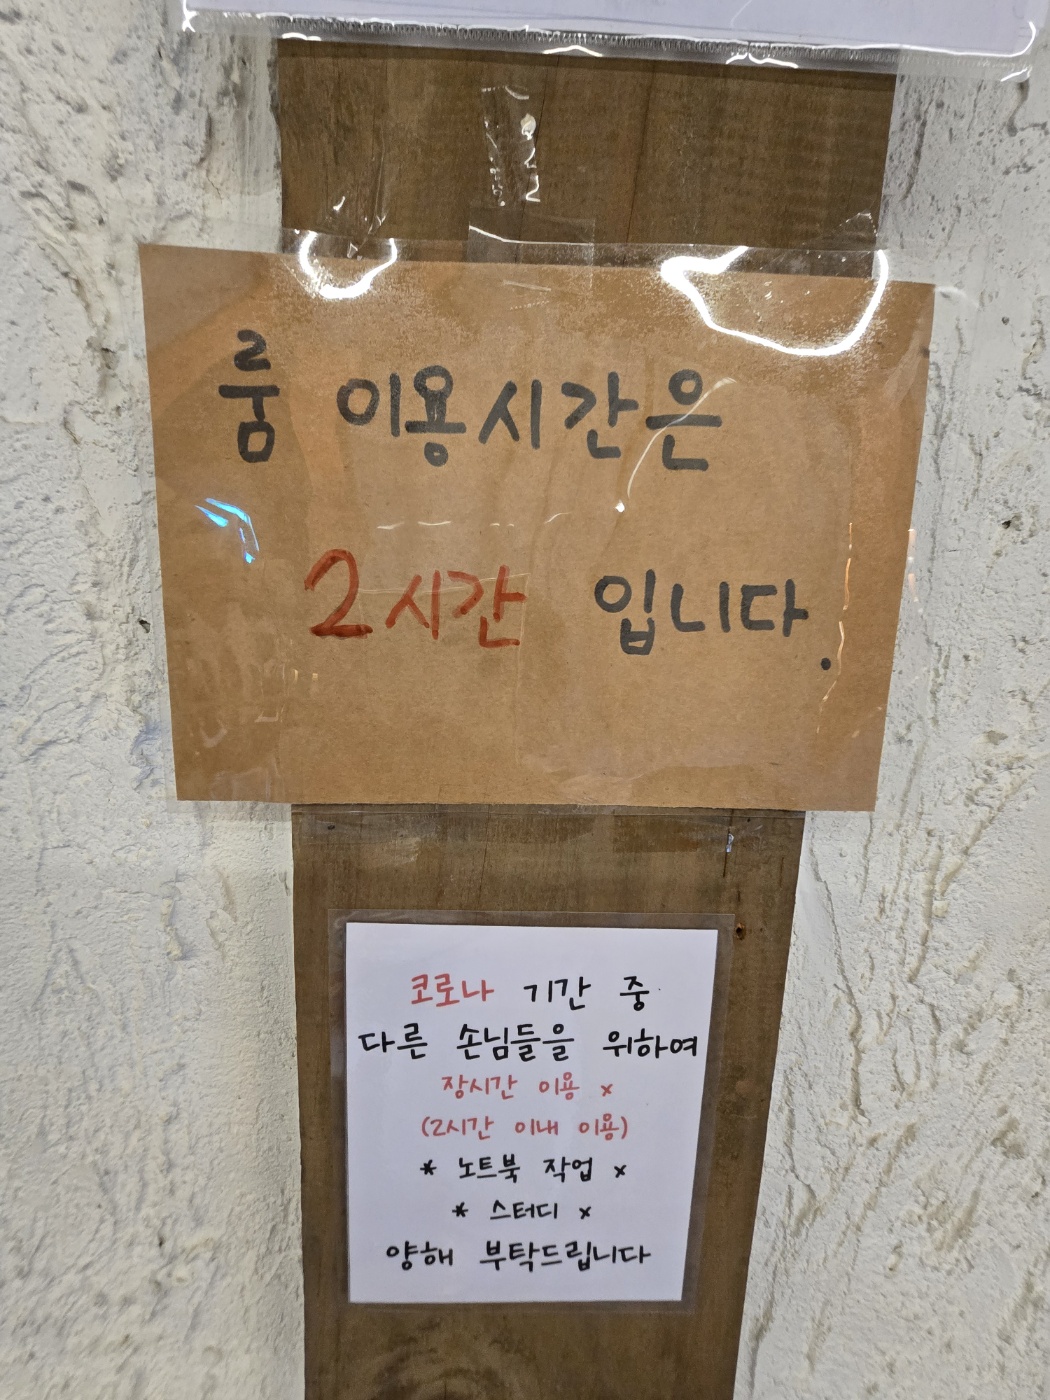 룸 이용시간은
2시간 입니다.
코로나 기간 중
다른 손님들을 위하여
장시간 이용 x
(2시간 이내 이용)
* 노트북 작업 x
* 스터디 x
양해 부탁드립니다